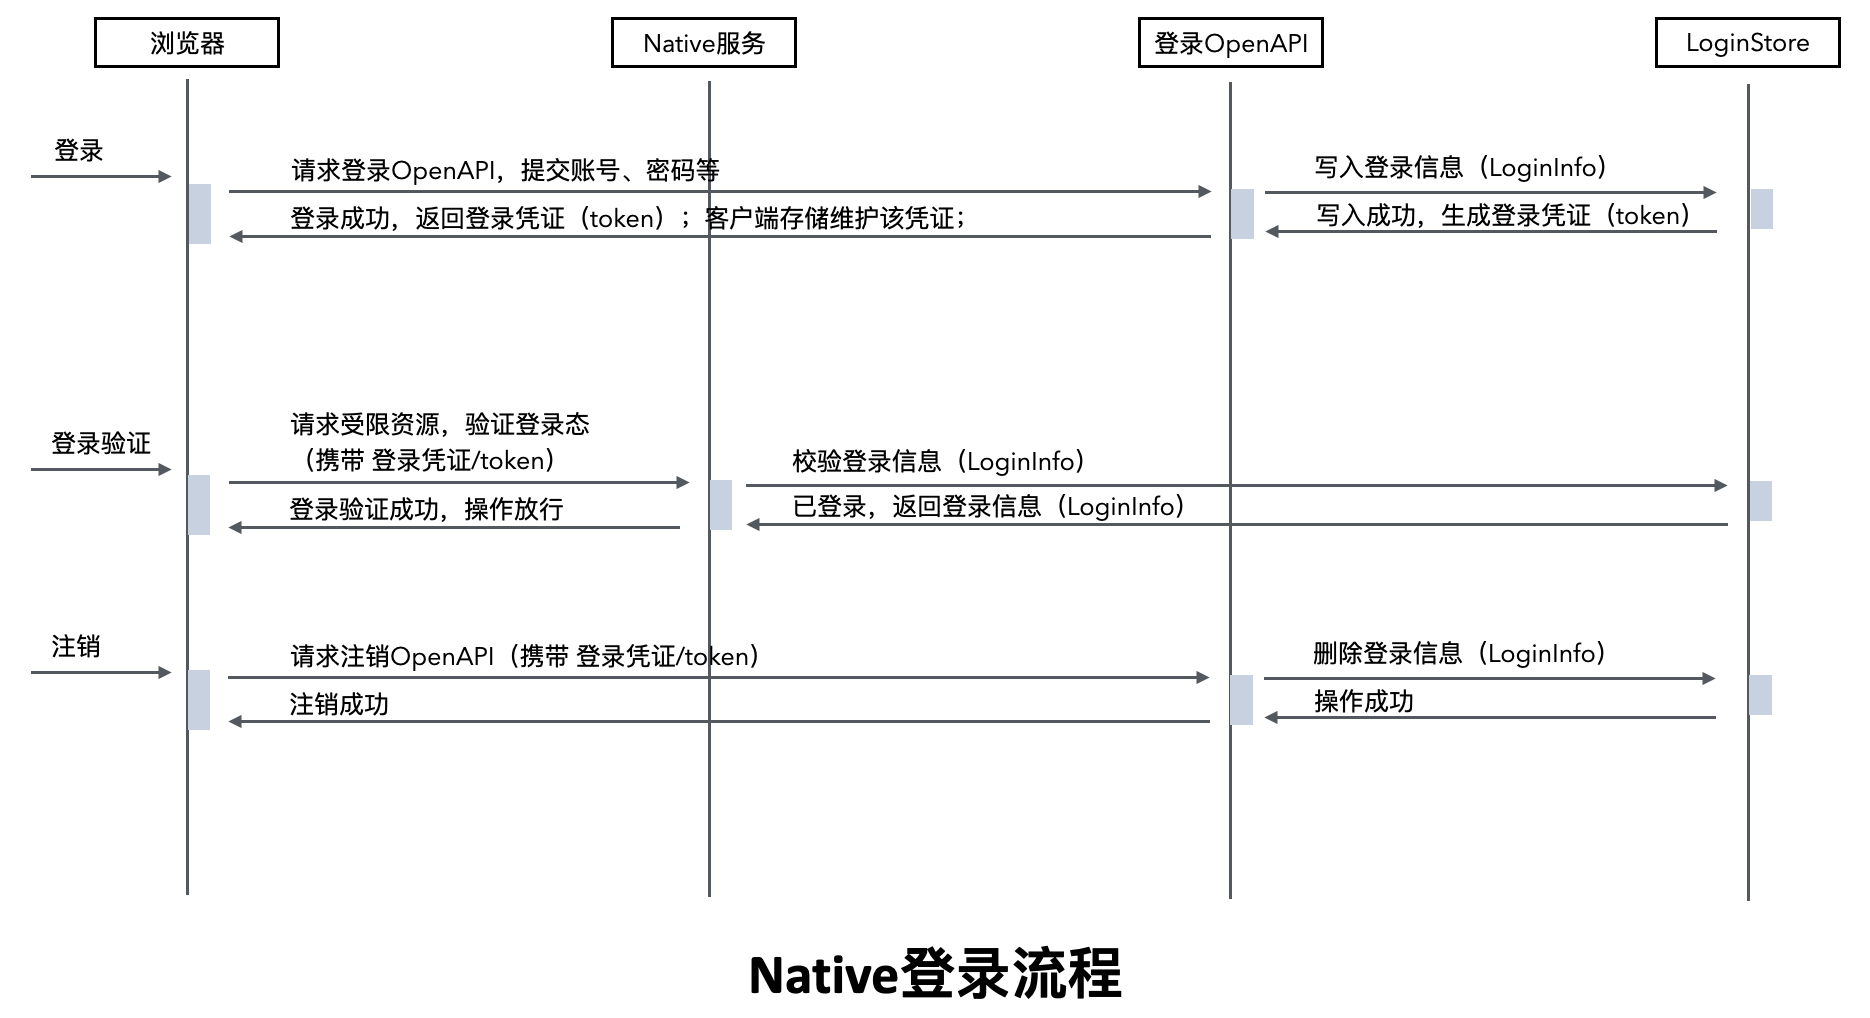 浏览器
Native服务
登录OpenAPI
LoginStore
登录
请求登录OpenAPI，提交账号、密码等
写入登录信息（LoginInfo）
登录成功，返回登录凭证（token）；客户端存储维护该凭证；
写入成功，生成登录凭证（token）
登录验证
请求受限资源，验证登录态
（携带 登录凭证/token）
校验登录信息（LoginInfo）
登录验证成功，操作放行
已登录，返回登录信息（LoginInfo）
注销
请求注销OpenAPI（携带 登录凭证/token）
删除登录信息（LoginInfo）
注销成功
操作成功
Native登录流程